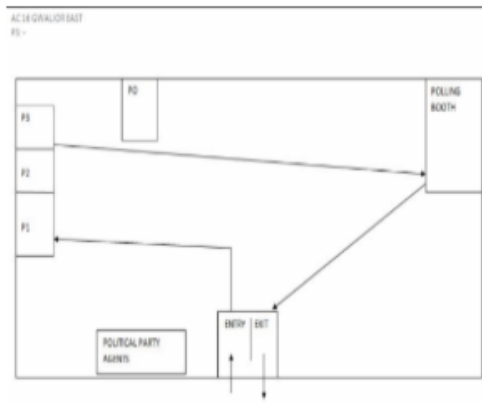 AC 16 GWALIOR EAST
PS -
PO
POLLING
BOOTH
P3
P2
P1
ENTRY EXIT
POLITICAL PARTY
AGENTS